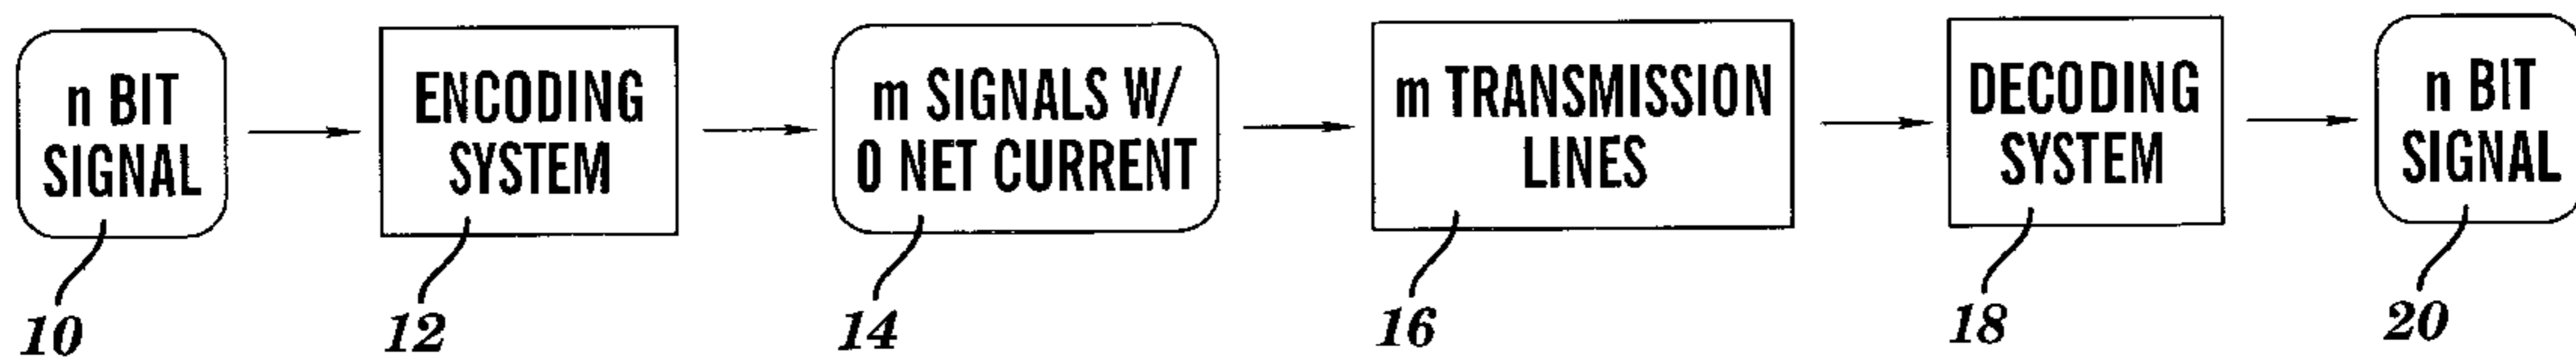 n BIT
SIGNAL
ENCODING
SYSTEM
m SIGNALS W/
0 NET CURRENT
m TRANSMISSION
LINES
DECODING
SYSTEM
n BIT
SIGNAL
10
12
14
16
18
20